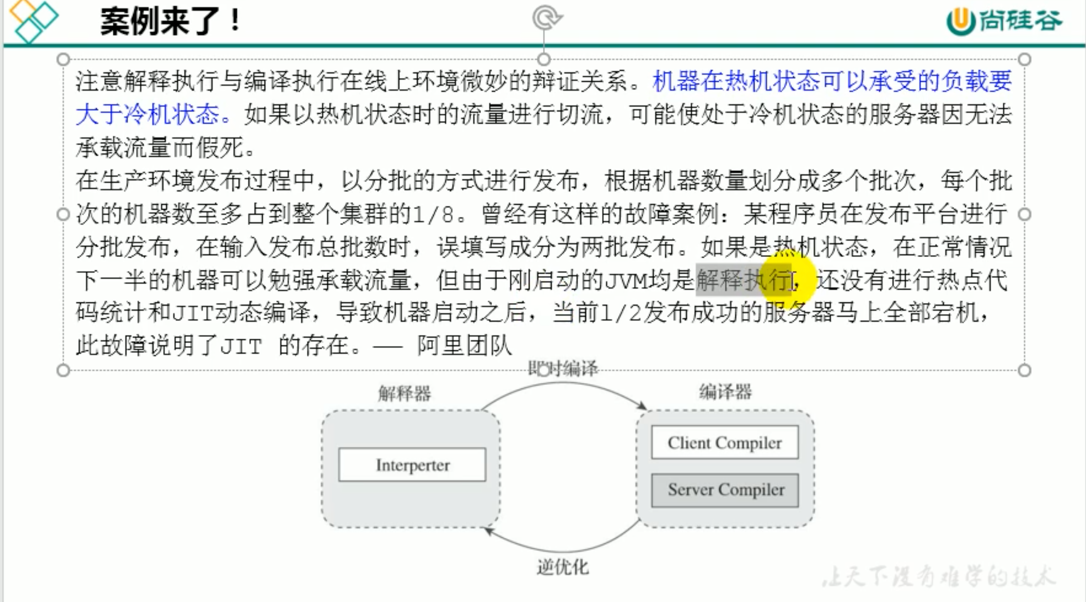 案例来了！
尚硅谷
注意解释执行与编译执行在线上环境微妙的辩证关系。机器在热机状态可以承受的负载要
大于冷机状态。如果以热机状态时的流量进行切流，可能使处于冷机状态的服务器因无法
承载流量而假死。
在生产环境发布过程中，以分批的方式进行发布，根据机器数量划分成多个批次，每个批
次的机器数至多占到整个集群的1/8。曾经有这样的故障案例：某程序员在发布平台进行
分批发布，在输入发布总批数时，误填写成分为两批发布。如果是热机状态，在正常情况
下一半的机器可以勉强承载流量，但由于刚启动的JVM均是解释执行，还没有进行热点代
码统计和JIT动态编译，导致机器启动之后，当前1/2发布成功的服务器马上全部宕机，
此故障说明了JIT 的存在。—— 阿里团队
即时编译
解释器
编译器
Interperter
Client Compiler
Server Compiler
逆优化
让天下没有难学的技术